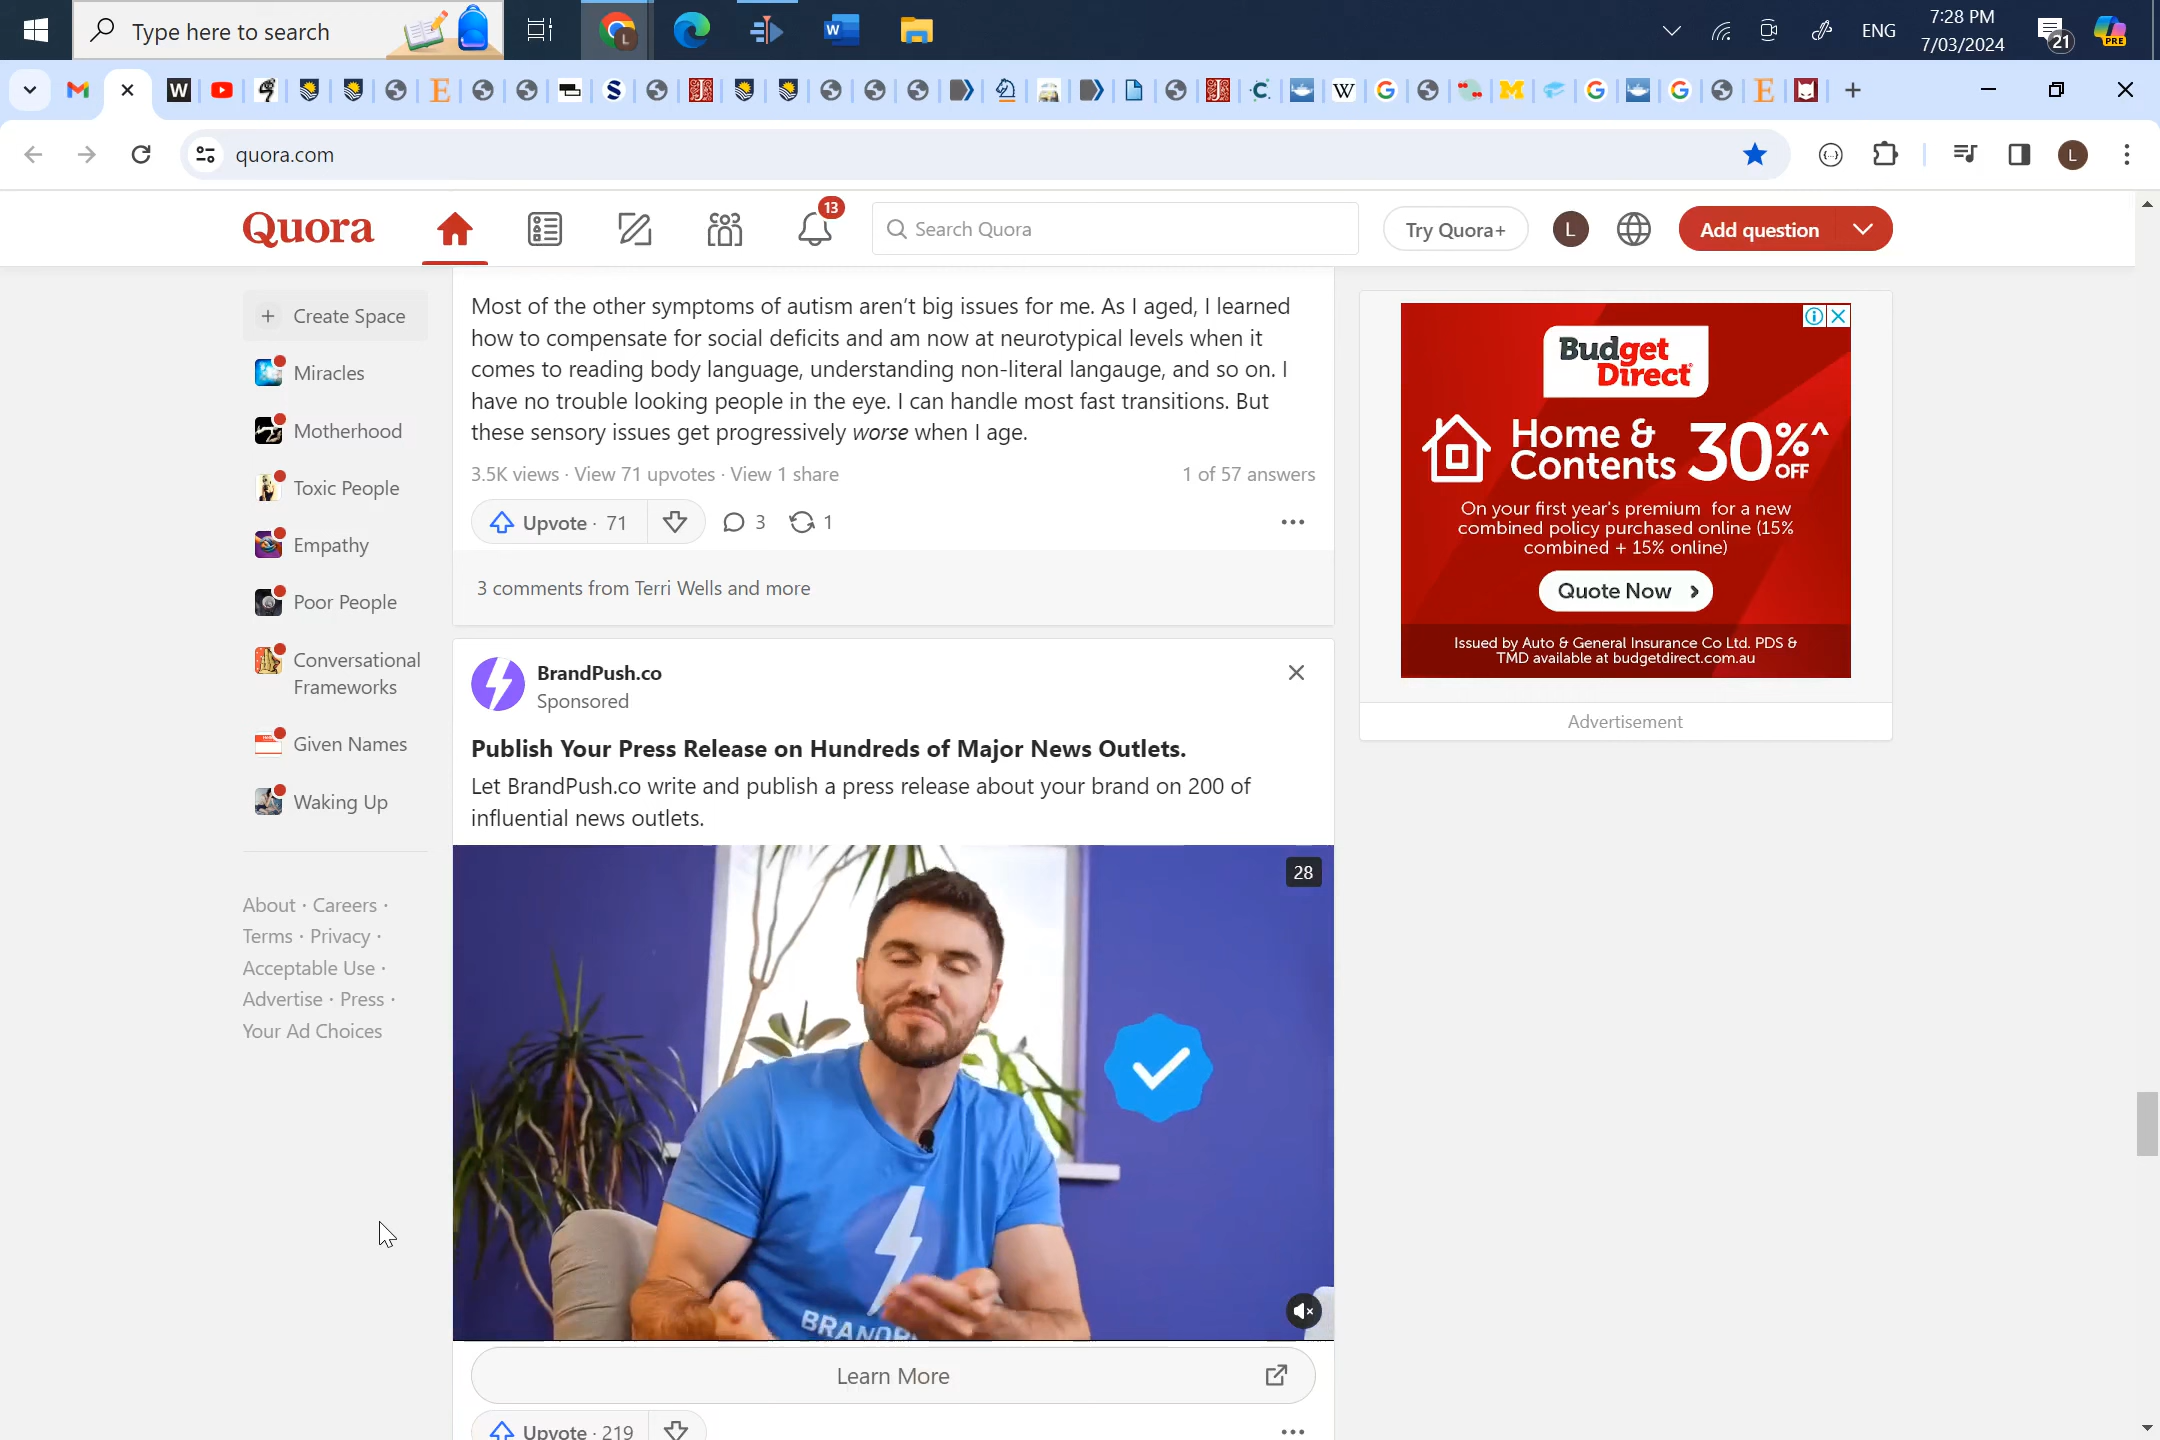 Type here to search
ENG
7:28 PM
7/03/2024
21
PRE
quora.com
L
Quora
13
Search Quora
Try Quora+
L
Add question
Create Space
Miracles
Motherhood
Toxic People
Empathy
Poor People
Conversational
Frameworks
Given Names
Waking Up
About · Careers ·
Terms · Privacy ·
Acceptable Use ·
Advertise · Press ·
Your Ad Choices
Most of the other symptoms of autism aren't big issues for me. As I aged, I learned
how to compensate for social deficits and am now at neurotypical levels when it
comes to reading body language, understanding non-literal langauge, and so on. I
have no trouble looking people in the eye. I can handle most fast transitions. But
these sensory issues get progressively worse when I age.
3.5K views · View 71 upvotes · View 1 share
1 of 57 answers
Upvote · 71
3
1
3 comments from Terri Wells and more
BrandPush.co
Sponsored
Publish Your Press Release on Hundreds of Major News Outlets.
Let BrandPush.co write and publish a press release about your brand on 200 of
influential news outlets.
28
Learn More
Upvote · 219
Budget
Direct
Home &
Contents
30%^
OFF
On your first year's premium for a new
combined policy purchased online (15%
combined + 15% online)
Quote Now
Issued by Auto & General Insurance Co Ltd. PDS &
TMD available at budgetdirect.com.au
Advertisement